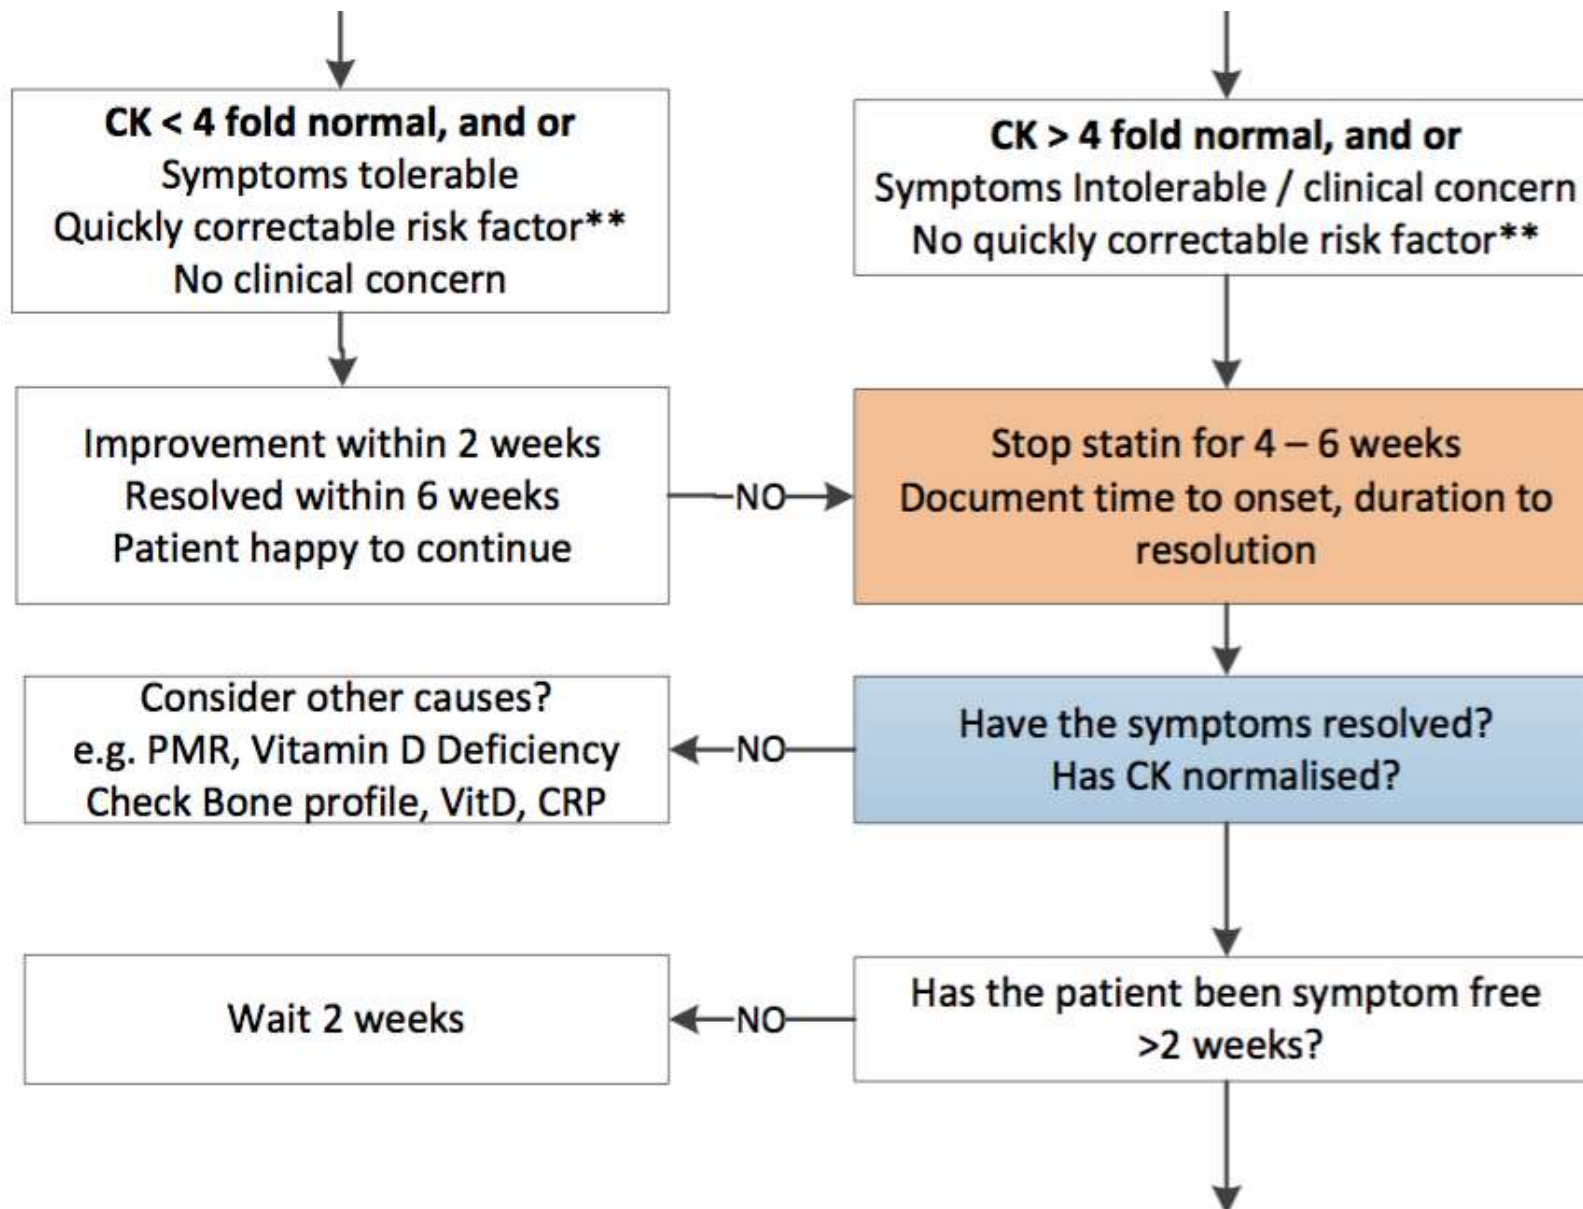 CK < 4 fold normal, and or
Symptoms tolerable
Quickly correctable risk factor**
No clinical concern
CK > 4 fold normal, and or
Symptoms Intolerable / clinical concern
No quickly correctable risk factor**
Improvement within 2 weeks
Resolved within 6 weeks
Patient happy to continue
NO
Stop statin for 4 – 6 weeks
Document time to onset, duration to
resolution
Consider other causes?
e.g. PMR, Vitamin D Deficiency
Check Bone profile, VitD, CRP
NO
Have the symptoms resolved?
Has CK normalised?
Wait 2 weeks
NO
Has the patient been symptom free
>2 weeks?